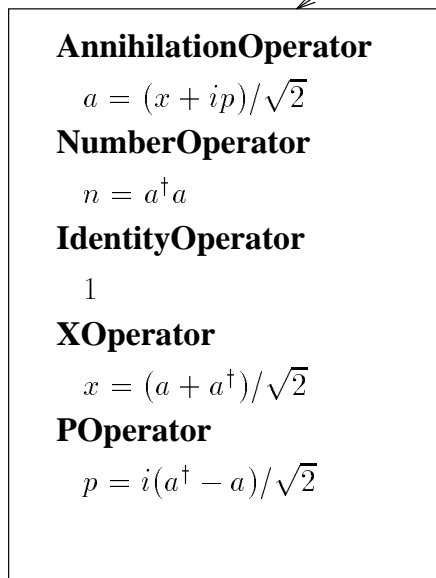 AnnihilationOperator
a = (x + ip)/√2
NumberOperator
n = a†a
IdentityOperator
1
XOperator
x = (a + a†)/√2
POperator
p = i(a† − a)/√2